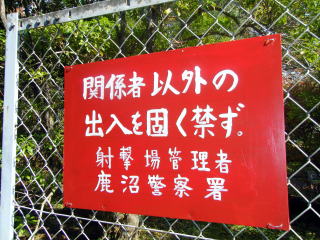 関係者以外の
出入を固く禁ず。
射撃場管理者
鹿沼警察署